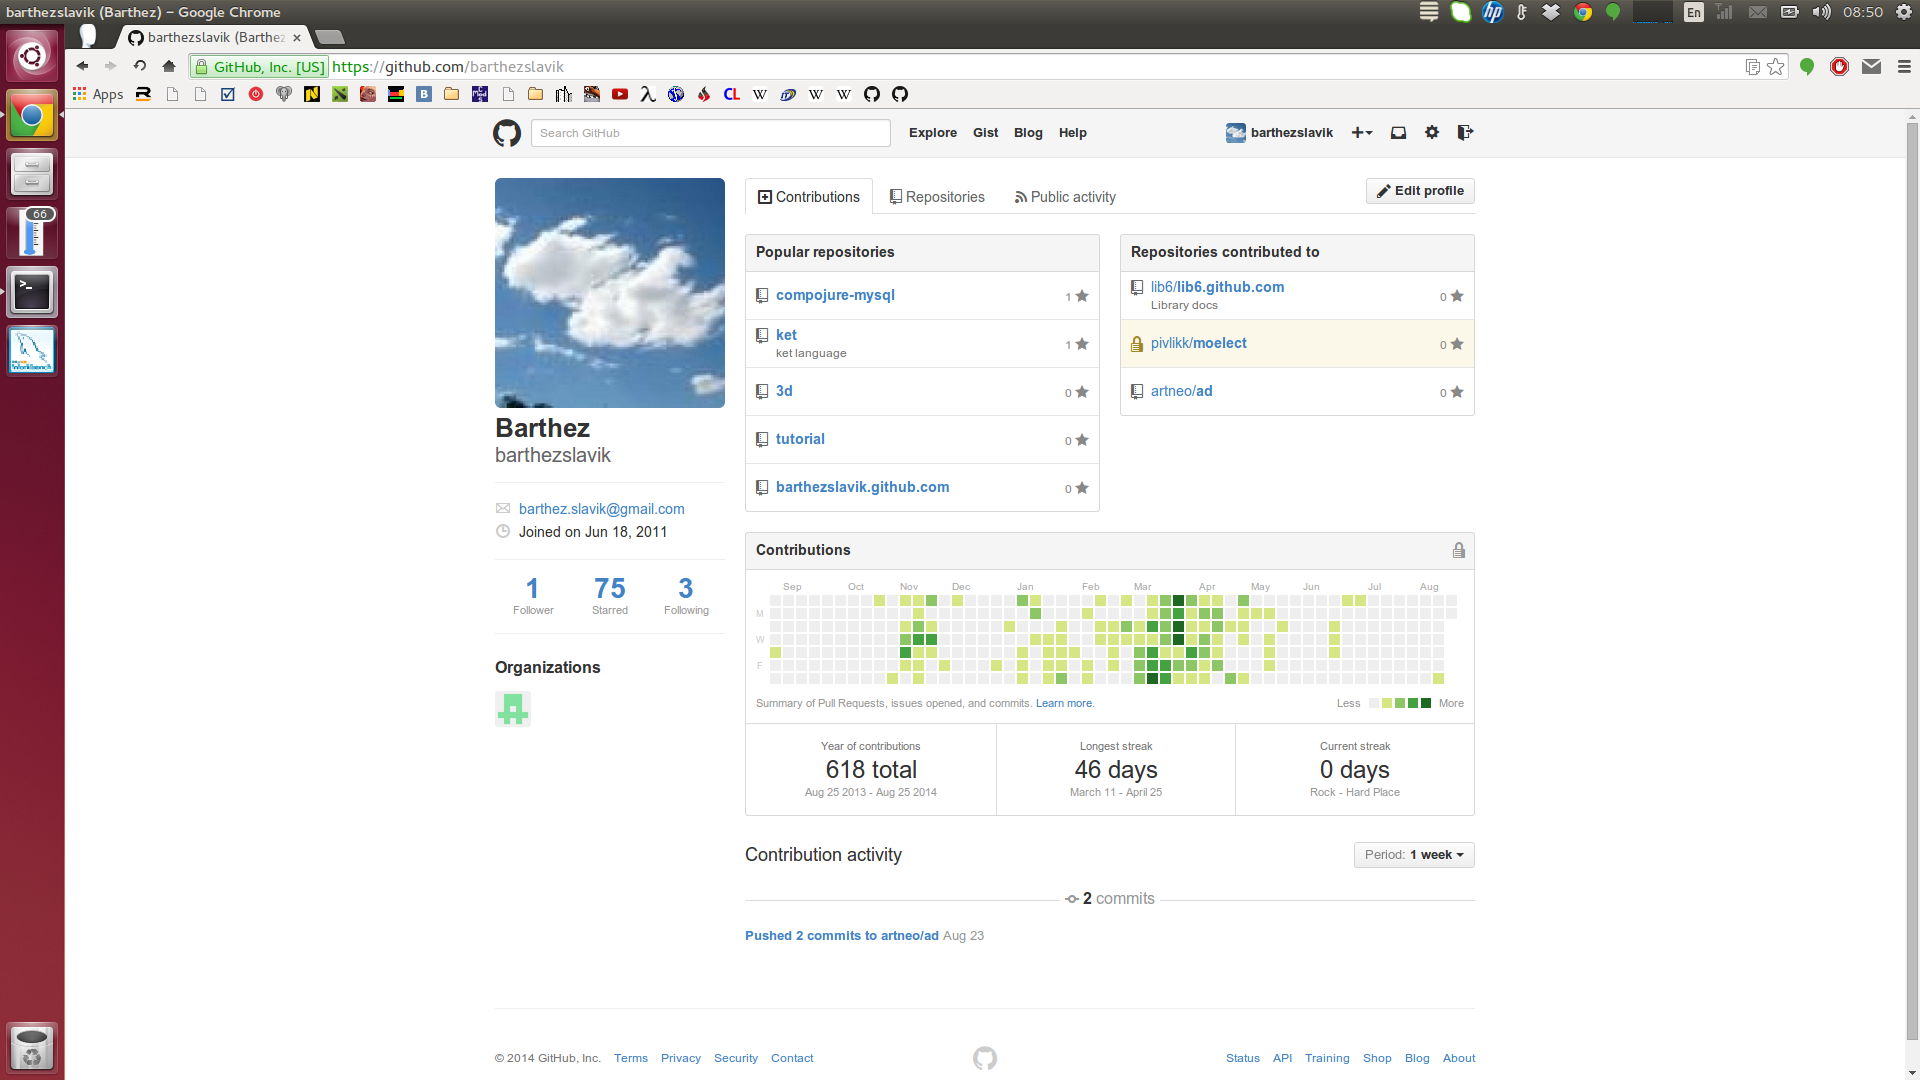 barthezslavik (Barthez) – Google Chrome
En
08:50
barthezslavik (Barthez
GitHub, Inc. [US]
https://github.com/barthezslavik
Apps
CL
W
W
W
66
Search GitHub
Explore
Gist
Blog
Help
barthezslavik
Contributions
Repositories
Public activity
Edit profile
Barthez
barthezslavik
barthez.slavik@gmail.com
Joined on Jun 18, 2011
1
75
3
Follower
Starred
Following
Organizations
Popular repositories
compojure-mysql
1
ket
ket language
1
3d
0
tutorial
0
barthezslavik.github.com
0
Repositories contributed to
lib6/lib6.github.com
Library docs
0
pivlikk/moelect
0
artneo/ad
0
Contributions
Sep Oct Nov Dec Jan Feb Mar Apr May Jun Jul Aug
M
W
F
Summary of Pull Requests, issues opened, and commits. Learn more.
Less
More
Year of contributions
618 total
Aug 25 2013 - Aug 25 2014
Longest streak
46 days
March 11 - April 25
Current streak
0 days
Rock - Hard Place
Contribution activity
Period: 1 week
2 commits
Pushed 2 commits to artneo/ad Aug 23
© 2014 GitHub, Inc.
Terms
Privacy
Security
Contact
Status
API
Training
Shop
Blog
About